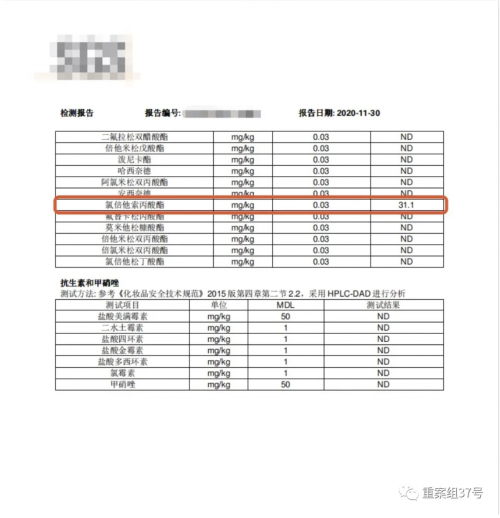 检测报告 报告编号: 报告日期: 2020-11-30
二氟拉松双醋酸酯 mg/kg 0.03 ND
倍他米松戊酸酯 mg/kg 0.03 ND
泼尼卡酯 mg/kg 0.03 ND
哈西奈德 mg/kg 0.03 ND
阿氯米松双丙酸酯 mg/kg 0.03 ND
安西奈德 mg/kg 0.03 ND
氯倍他索丙酸酯 mg/kg 0.03 31.1
氟替卡松丙酸酯 mg/kg 0.03 ND
莫米他松糠酸酯 mg/kg 0.03 ND
倍他米松双丙酸酯 mg/kg 0.03 ND
倍氯米松双丙酸酯 mg/kg 0.03 ND
氯倍他松丁酸酯 mg/kg 0.03 ND
抗生素和甲硝唑
测试方法: 参考《化妆品安全技术规范》2015 版第四章第二节 2.2，采用 HPLC-DAD 进行分析
测试项目 单位 MDL 测试结果
盐酸美满霉素 mg/kg 50 ND
二水土霉素 mg/kg 1 ND
盐酸四环素 mg/kg 1 ND
盐酸金霉素 mg/kg 1 ND
盐酸多西环素 mg/kg 1 ND
氯霉素 mg/kg 1 ND
甲硝唑 mg/kg 50 ND
重案组37号